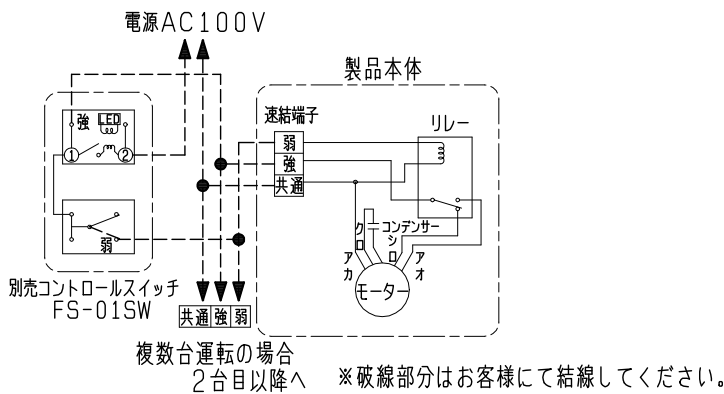 電源AC100V
製品本体
速結端子
リレー
強
LED
弱
強
共通
① ②
弱
コンデンサー
クロ
シロ
アカ
アオ
モーター
別売コントロールスイッチ
FS-01SW
共通 強 弱
複数台運転の場合
2台目以降へ
※破線部分はお客様にて結線してください。